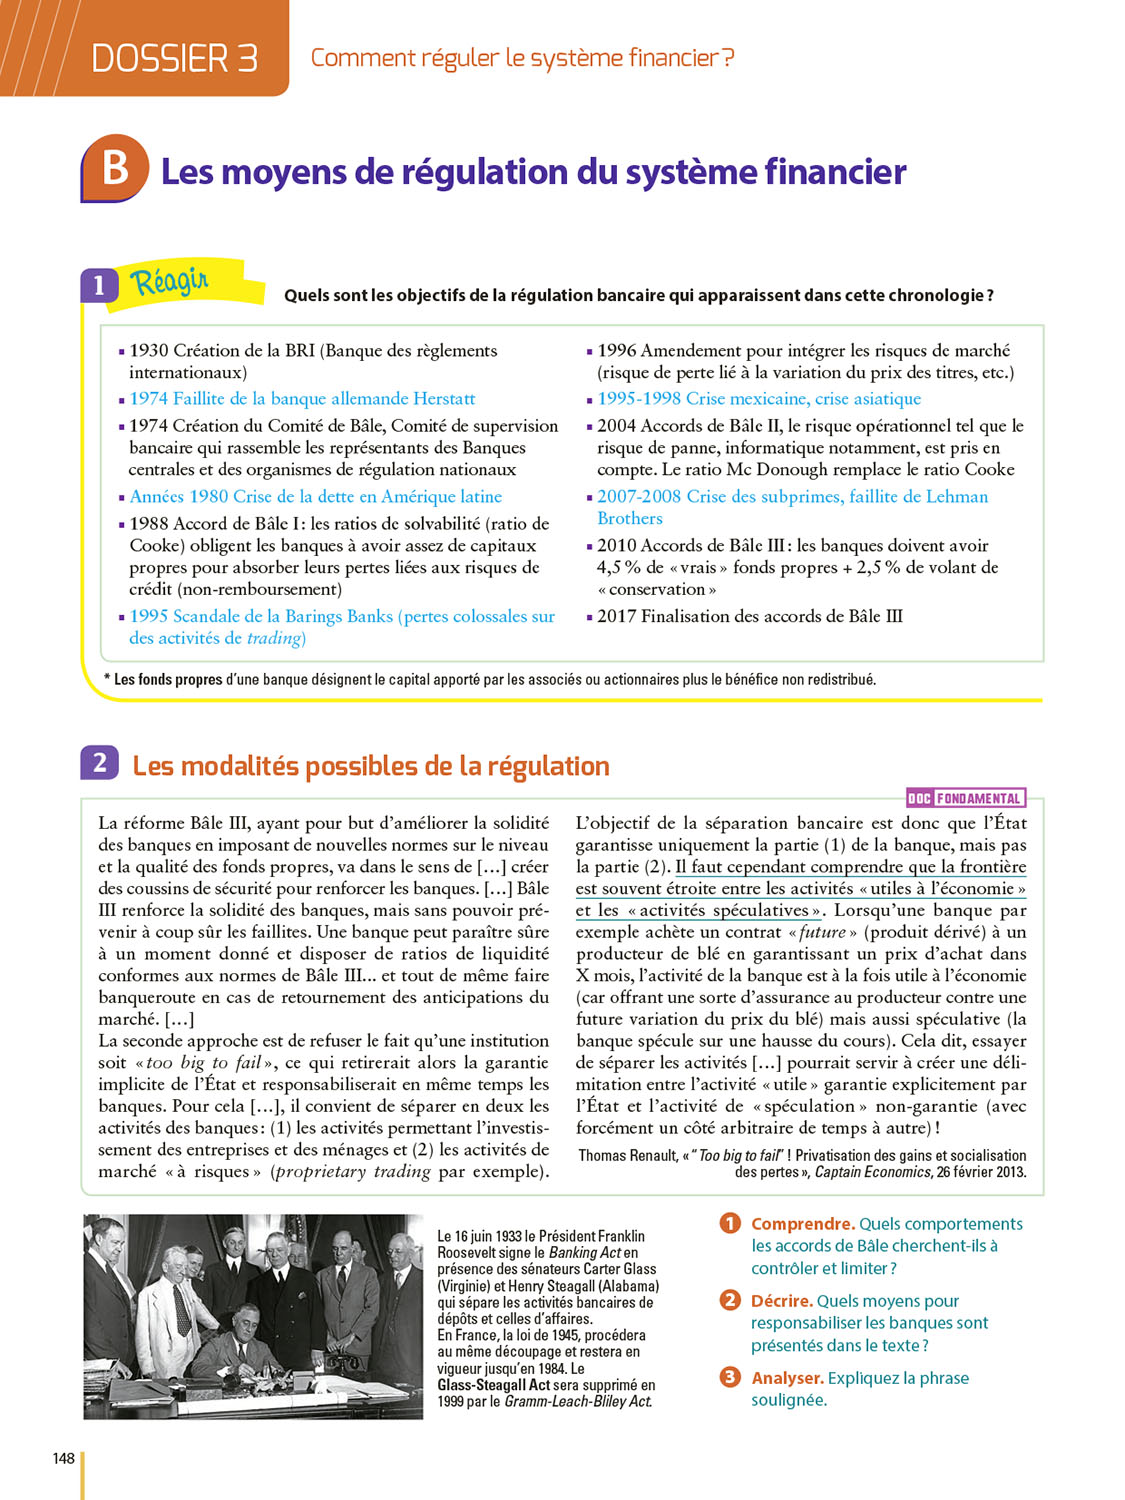 DOSSIER 3
Comment réguler le système financier ?
B
Les moyens de régulation du système financier
1
Réagir
Quels sont les objectifs de la régulation bancaire qui apparaissent dans cette chronologie ?
▪ 1930 Création de la BRI (Banque des règlements
internationaux)
▪ 1974 Faillite de la banque allemande Herstatt
▪ 1974 Création du Comité de Bâle, Comité de supervision
bancaire qui rassemble les représentants des Banques
centrales et des organismes de régulation nationaux
▪ Années 1980 Crise de la dette en Amérique latine
▪ 1988 Accord de Bâle I : les ratios de solvabilité (ratio de
Cooke) obligent les banques à avoir assez de capitaux
propres pour absorber leurs pertes liées aux risques de
crédit (non-remboursement)
▪ 1995 Scandale de la Barings Banks (pertes colossales sur
des activités de trading)
▪ 1996 Amendement pour intégrer les risques de marché
(risque de perte lié à la variation du prix des titres, etc.)
▪ 1995-1998 Crise mexicaine, crise asiatique
▪ 2004 Accords de Bâle II, le risque opérationnel tel que le
risque de panne, informatique notamment, est pris en
compte. Le ratio Mc Donough remplace le ratio Cooke
▪ 2007-2008 Crise des subprimes, faillite de Lehman
Brothers
▪ 2010 Accords de Bâle III : les banques doivent avoir
4,5 % de « vrais » fonds propres + 2,5 % de volant de
« conservation »
▪ 2017 Finalisation des accords de Bâle III
* Les fonds propres d’une banque désignent le capital apporté par les associés ou actionnaires plus le bénéfice non redistribué.
2
Les modalités possibles de la régulation
DOC FONDAMENTAL
La réforme Bâle III, ayant pour but d’améliorer la solidité
des banques en imposant de nouvelles normes sur le niveau
et la qualité des fonds propres, va dans le sens de […] créer
des coussins de sécurité pour renforcer les banques. […] Bâle
III renforce la solidité des banques, mais sans pouvoir pré-
venir à coup sûr les faillites. Une banque peut paraître sûre
à un moment donné et disposer de ratios de liquidité
conformes aux normes de Bâle III... et tout de même faire
banqueroute en cas de retournement des anticipations du
marché. […]
La seconde approche est de refuser le fait qu’une institution
soit « too big to fail », ce qui retirerait alors la garantie
implicite de l’État et responsabiliserait en même temps les
banques. Pour cela […], il convient de séparer en deux les
activités des banques : (1) les activités permettant l’investis-
sement des entreprises et des ménages et (2) les activités de
marché « à risques » (proprietary trading par exemple).
L’objectif de la séparation bancaire est donc que l’État
garantisse uniquement la partie (1) de la banque, mais pas
la partie (2). Il faut cependant comprendre que la frontière
est souvent étroite entre les activités « utiles à l’économie »
et les « activités spéculatives ». Lorsqu’une banque par
exemple achète un contrat « future » (produit dérivé) à un
producteur de blé en garantissant un prix d’achat dans
X mois, l’activité de la banque est à la fois utile à l’économie
(car offrant une sorte d’assurance au producteur contre une
future variation du prix du blé) mais aussi spéculative (la
banque spécule sur une hausse du cours). Cela dit, essayer
de séparer les activités […] pourrait servir à créer une déli-
mitation entre l’activité « utile » garantie explicitement par
l’État et l’activité de « spéculation » non-garantie (avec
forcément un côté arbitraire de temps à autre) !
Thomas Renault, « “Too big to fail” ! Privatisation des gains et socialisation
des pertes », Captain Economics, 26 février 2013.
Le 16 juin 1933 le Président Franklin
Roosevelt signe le Banking Act en
présence des sénateurs Carter Glass
(Virginie) et Henry Steagall (Alabama)
qui sépare les activités bancaires de
dépôts et celles d’affaires.
En France, la loi de 1945, procédera
au même découpage et restera en
vigueur jusqu’en 1984. Le
Glass-Steagall Act sera supprimé en
1999 par le Gramm-Leach-Bliley Act.
1 Comprendre. Quels comportements
les accords de Bâle cherchent-ils à
contrôler et limiter ?
2 Décrire. Quels moyens pour
responsabiliser les banques sont
présentés dans le texte ?
3 Analyser. Expliquez la phrase
soulignée.
148